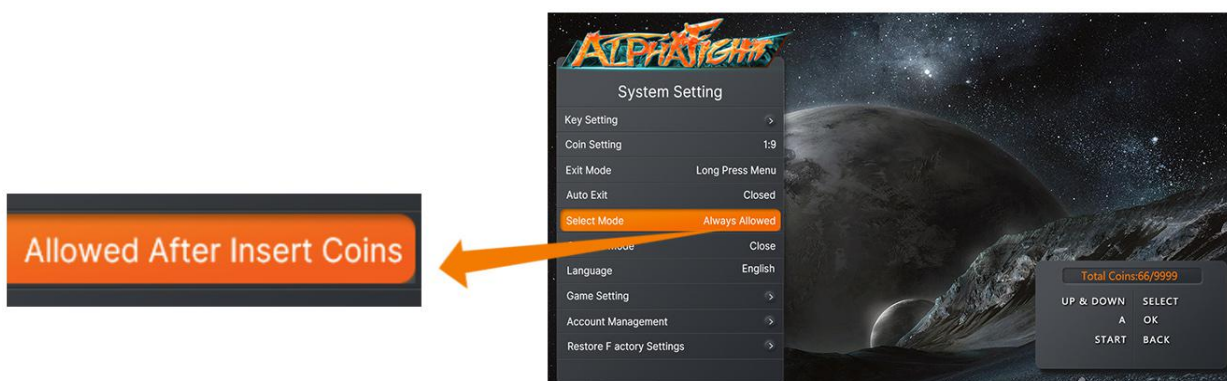 Allowed After Insert Coins
ALPHAFIGHT
System Setting
Key Setting
Coin Setting 1:9
Exit Mode Long Press Menu
Auto Exit Closed
Select Mode Always Allowed
Close
Language English
Game Setting
Account Management
Restore F actory Settings
Total Coins:66/9999
UP & DOWN SELECT
A OK
START BACK